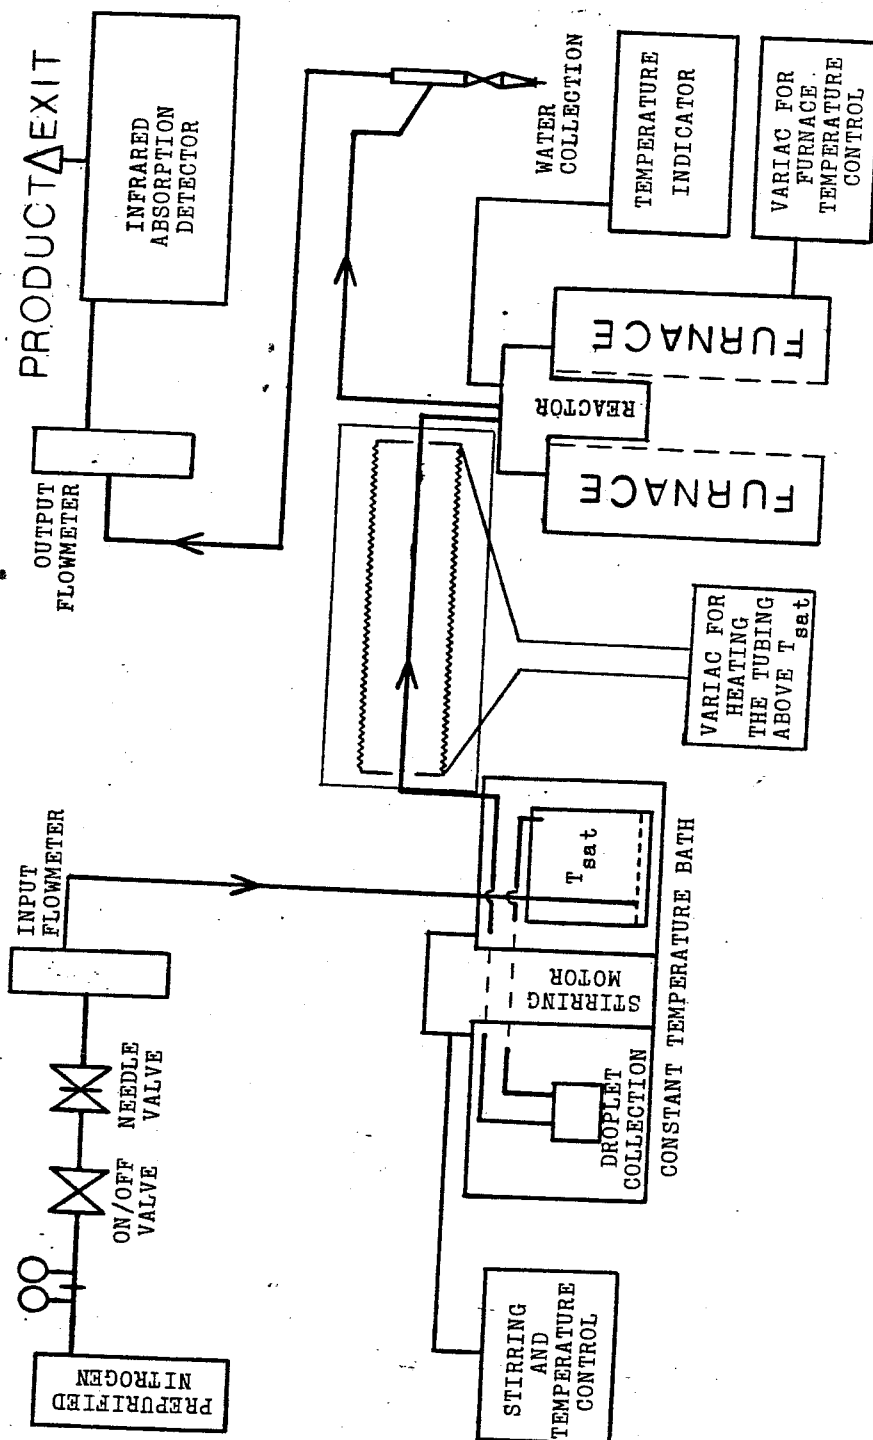 PREPURIFIED
NITROGEN
ON/OFF
VALVE
NEEDLE
VALVE
INPUT
FLOWMETER
OUTPUT
FLOWMETER
PRODUCT EXIT
INFRARED
ABSORPTION
DETECTOR
WATER
COLLECTION
STIRRING
AND
TEMPERATURE
CONTROL
DROPLET
COLLECTION
STIRRING
MOTOR
T sat
CONSTANT TEMPERATURE BATH
VARIAC FOR
HEATING
THE TUBING
ABOVE T sat
FURNACE
REACTOR
FURNACE
TEMPERATURE
INDICATOR
VARIAC FOR
FURNACE
TEMPERATURE
CONTROL